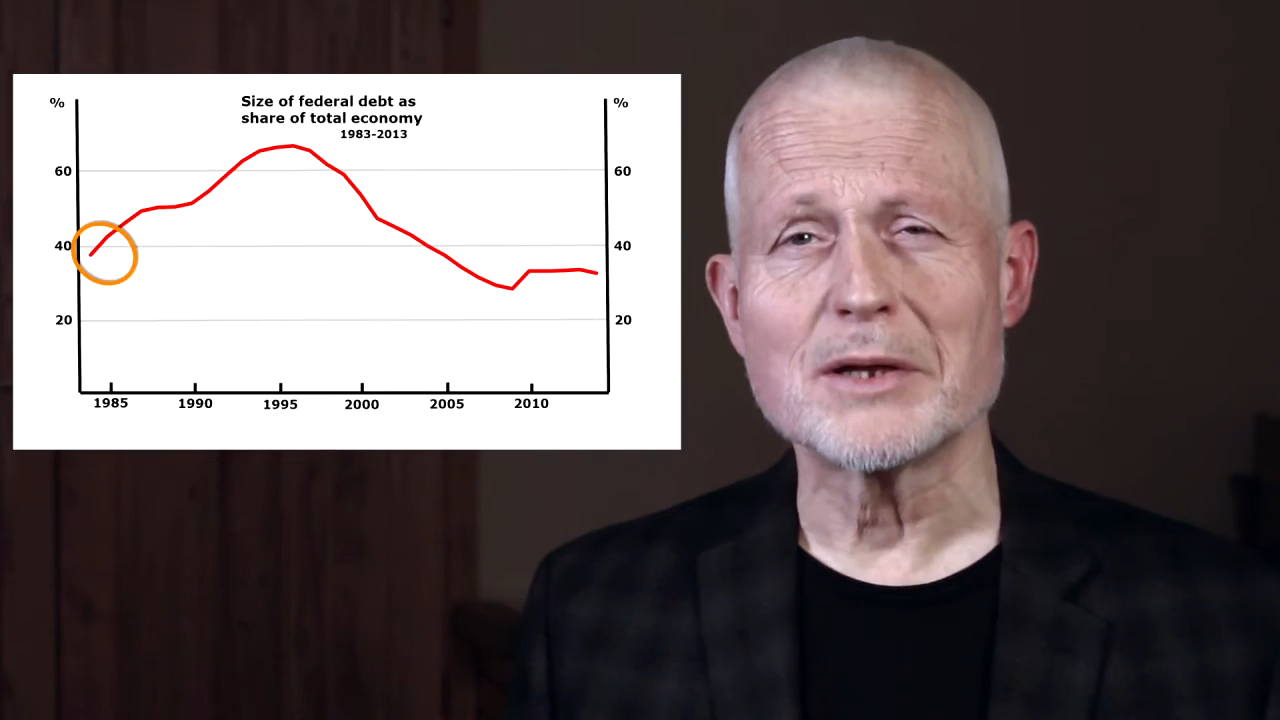 Size of federal debt as
share of total economy
1983-2013
% %
60 60
40 40
20 20
1985 1990 1995 2000 2005 2010